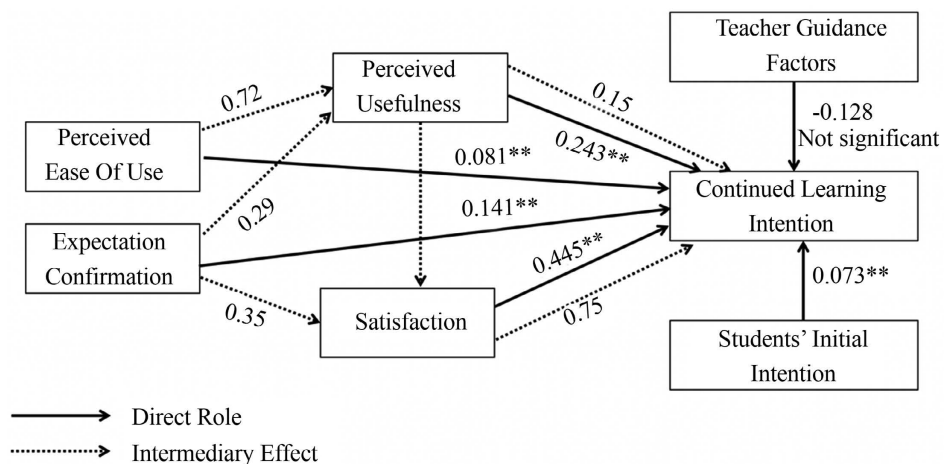 Teacher Guidance
Factors
Perceived
Usefulness
0.72
0.15
-0.128
Not significant
Perceived
Ease Of Use
0.243**
0.081**
Continued Learning
Intention
0.29
0.141**
Expectation
Confirmation
0.445**
0.073**
0.35
Satisfaction
0.75
Students' Initial
Intention
Direct Role
Intermediary Effect